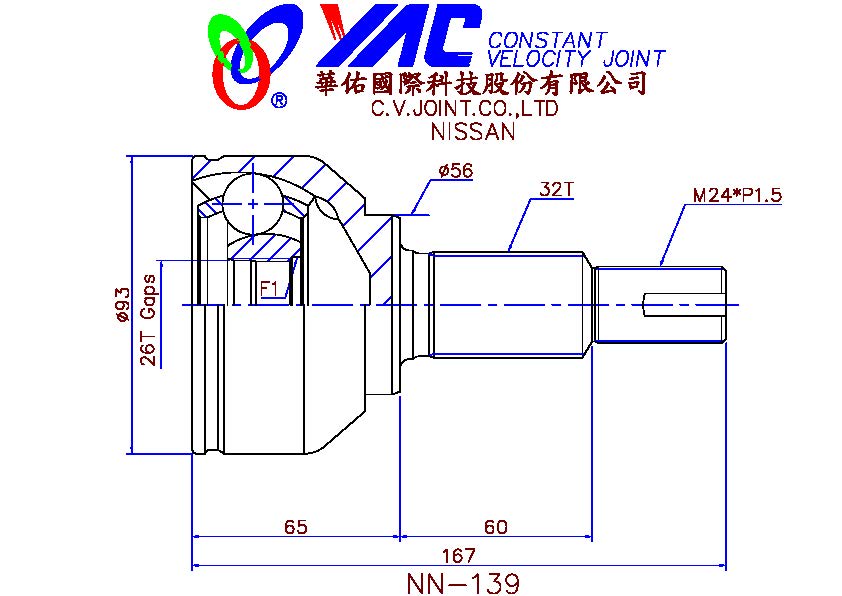 YAC CONSTANT
VELOCITY JOINT
®
華佑國際科技股份有限公司
C.V.JOINT.CO.,LTD
NISSAN
ø56
32T
M24*P1.5
F1
ø93
26T Gaps
65
60
167
NN-139